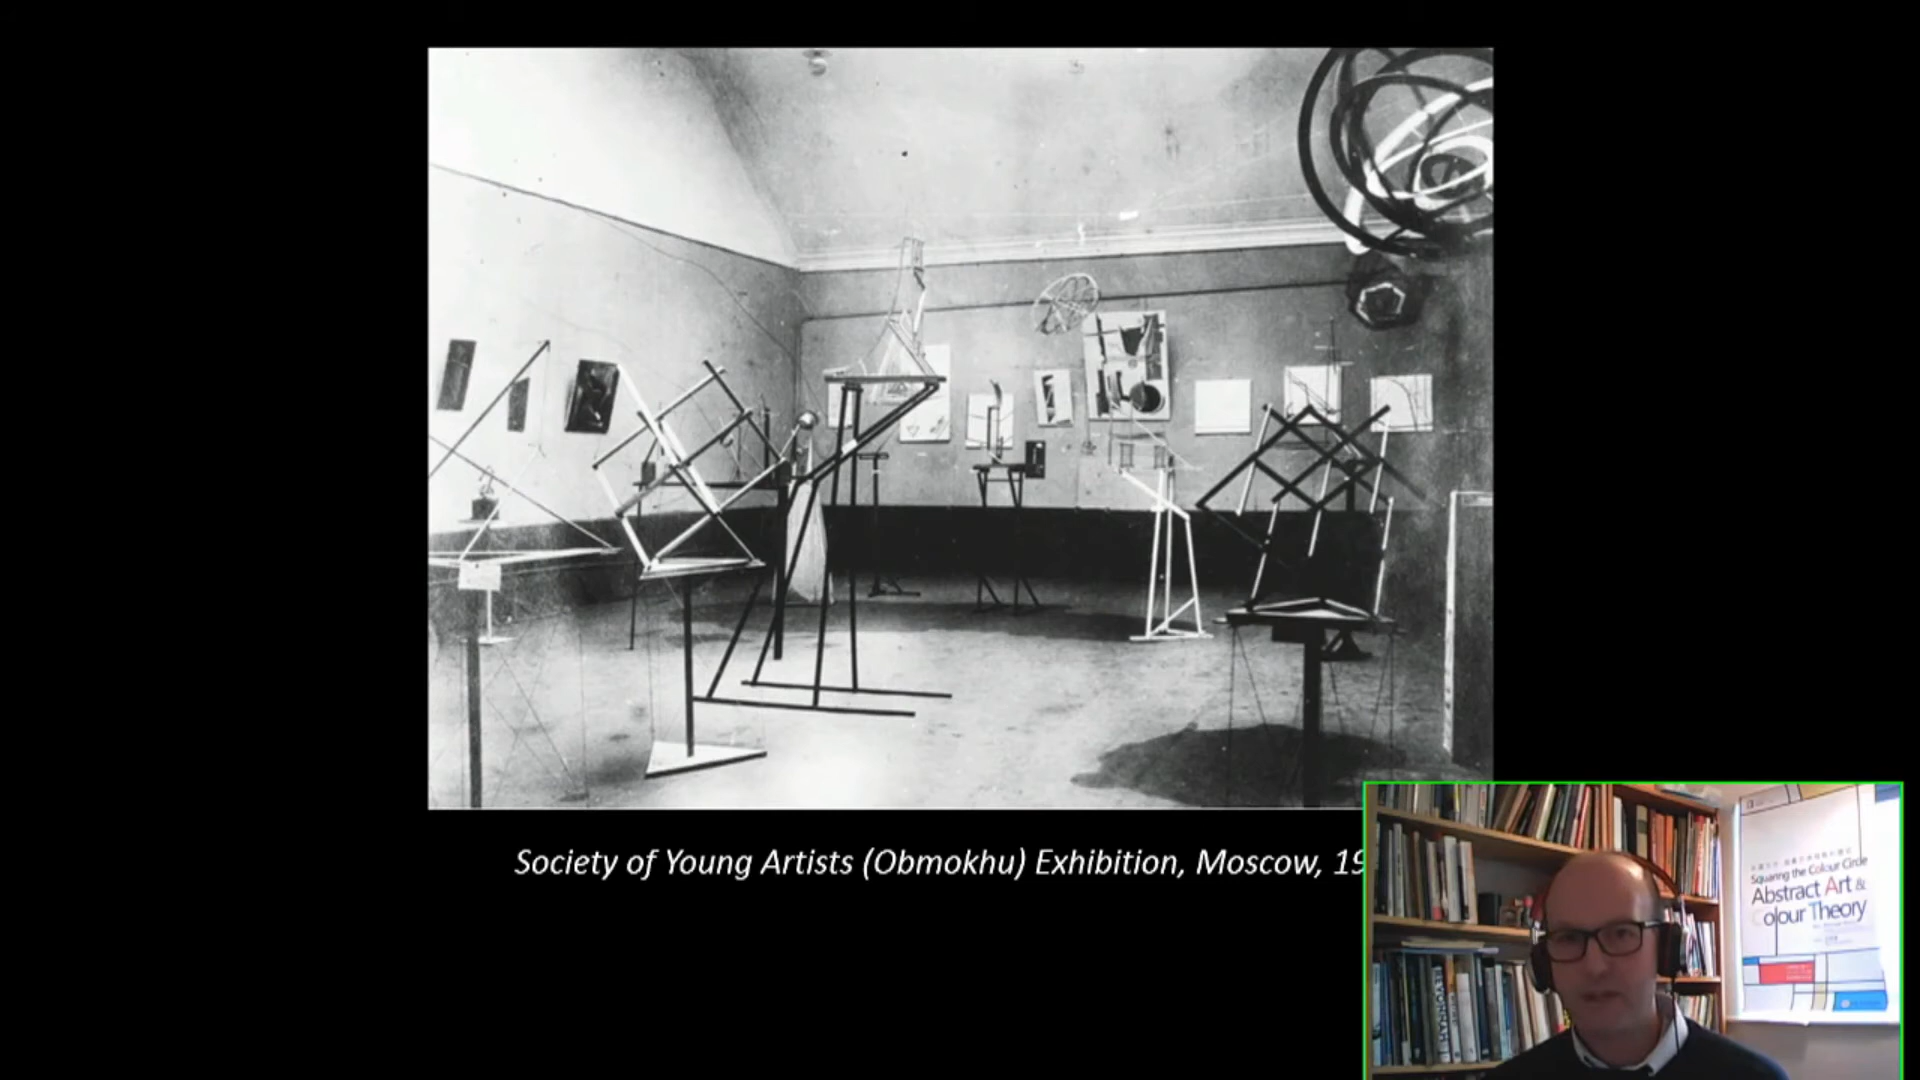 Society of Young Artists (Obmokhu) Exhibition, Moscow, 19
Squaring the Colour Circle
Abstract Art &
Colour Theory